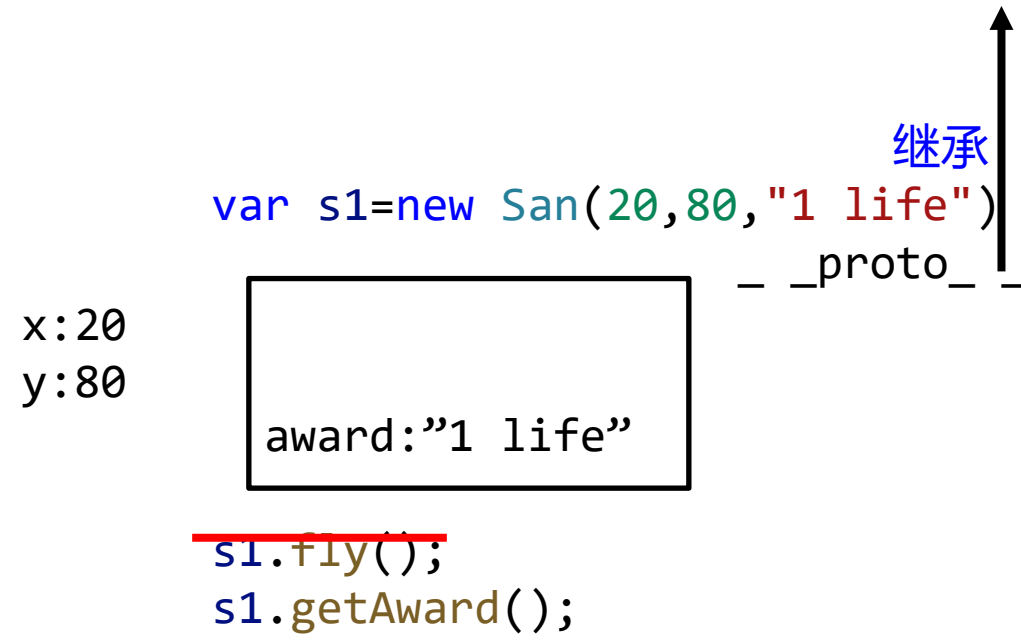 继承
var s1=new San(20,80,"1 life")
_ _proto_ _
x:20
y:80
award:”1 life”
s1.fly();
s1.getAward();